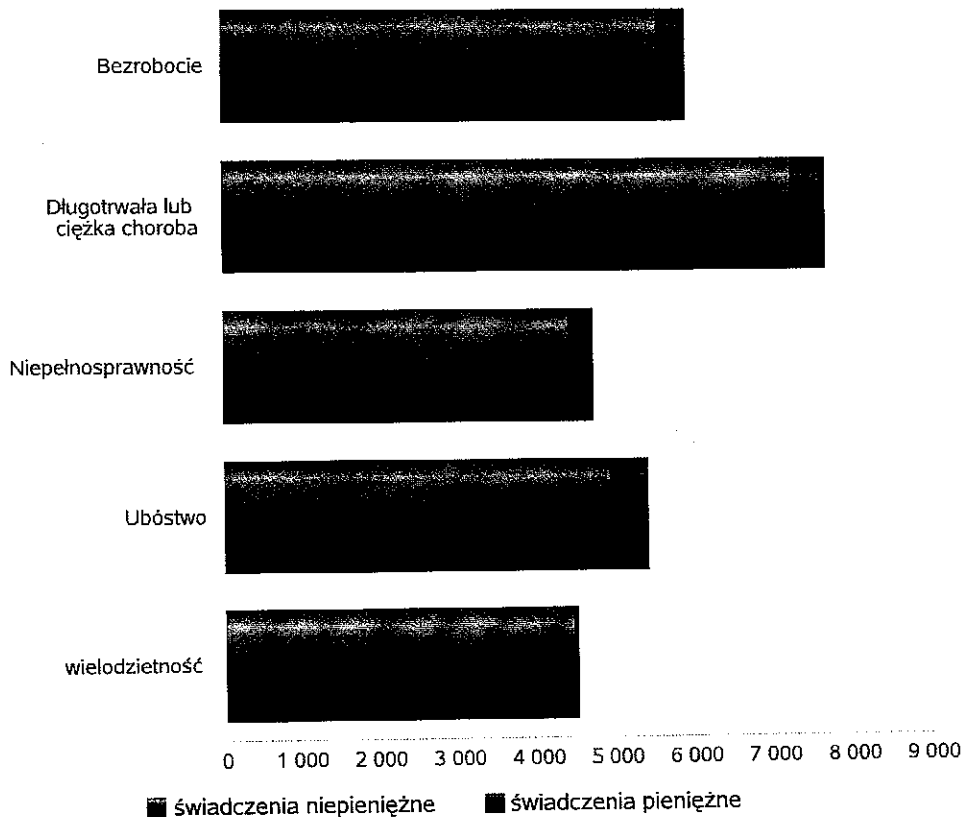 Bezrobocie
Długotrwała lub
ciężka choroba
Niepełnosprawność
Ubóstwo
wielodzietność
0 1 000 2 000 3 000 4 000 5 000 6 000 7 000 8 000 9 000
świadczenia niepieniężne świadczenia pieniężne